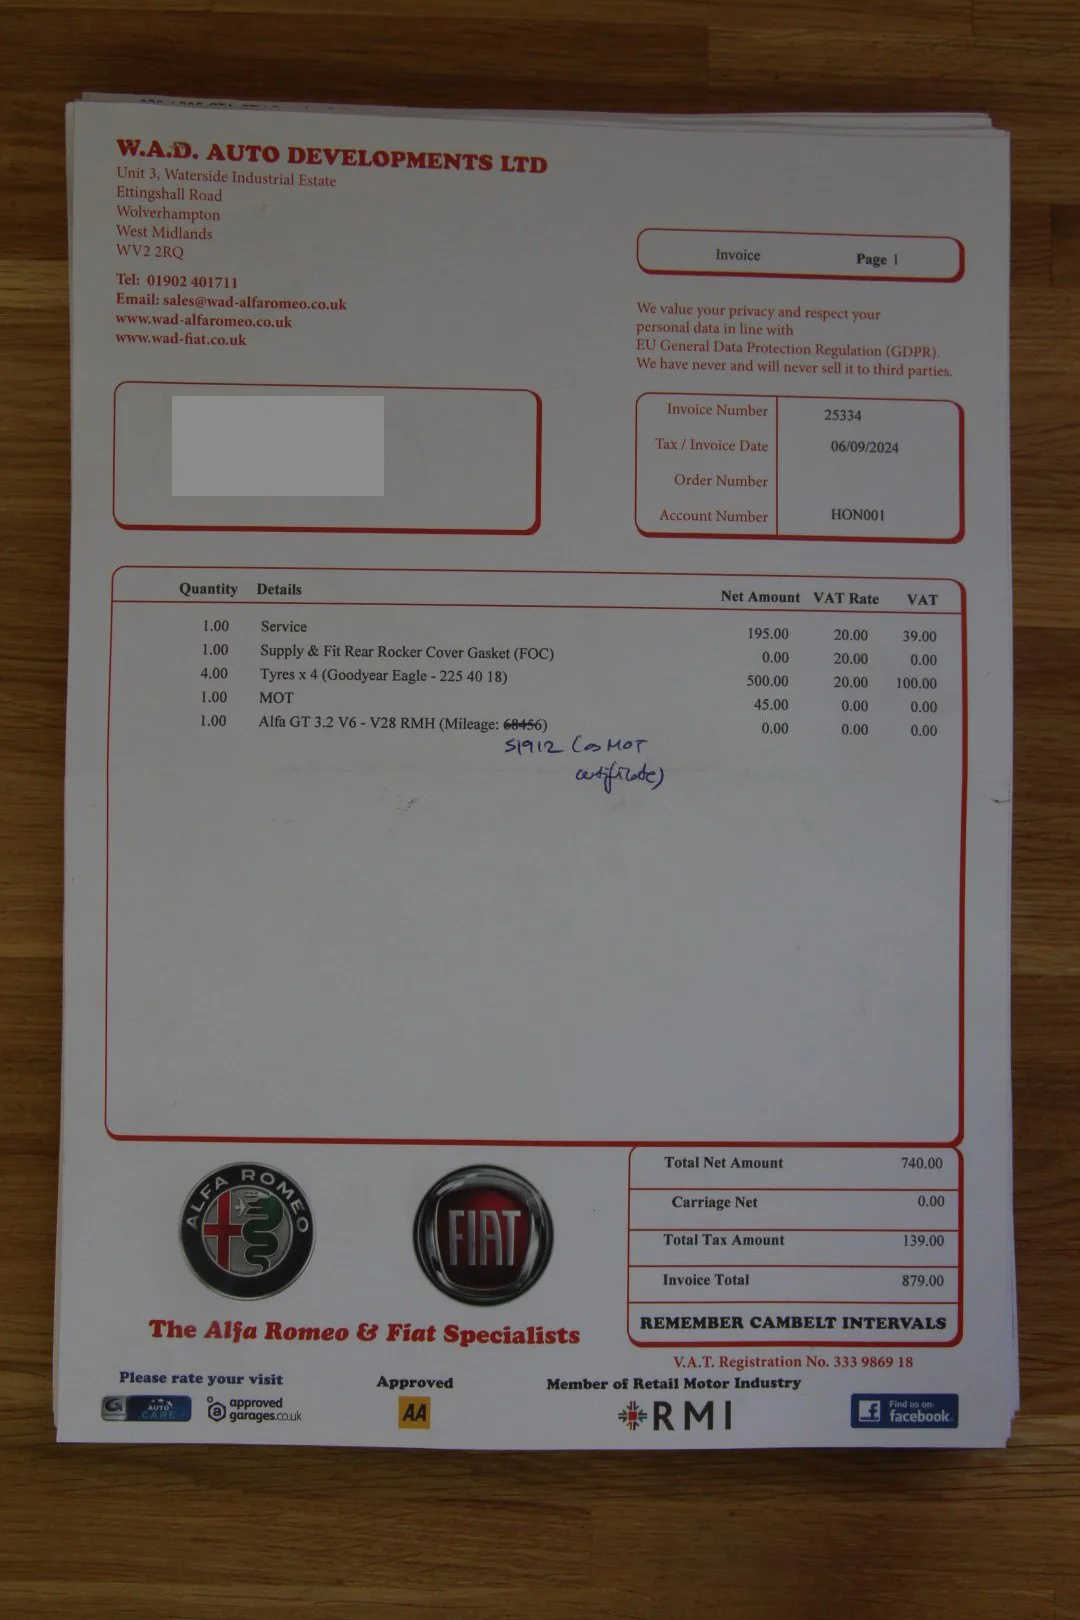 W.A.D. AUTO DEVELOPMENTS LTD
Unit 3, Waterside Industrial Estate
Ettingshall Road
Wolverhampton
West Midlands
WV2 2RQ
Tel: 01902 401711
Email: sales@wad-alfaromeo.co.uk
www.wad-alfaromeo.co.uk
www.wad-fiat.co.uk
Invoice Page 1
We value your privacy and respect your
personal data in line with
EU General Data Protection Regulation (GDPR).
We have never and will never sell it to third parties.
Invoice Number 25334
Tax / Invoice Date 06/09/2024
Order Number
Account Number HON001
Quantity Details Net Amount VAT Rate VAT
1.00 Service 195.00 20.00 39.00
1.00 Supply & Fit Rear Rocker Cover Gasket (FOC) 0.00 20.00 0.00
4.00 Tyres x 4 (Goodyear Eagle - 225 40 18) 500.00 20.00 100.00
1.00 MOT 45.00 0.00 0.00
1.00 Alfa GT 3.2 V6 - V28 RMH (Mileage: 68456) 0.00 0.00 0.00
51912 (as MOT
certificate)
Total Net Amount 740.00
Carriage Net 0.00
Total Tax Amount 139.00
Invoice Total 879.00
REMEMBER CAMBELT INTERVALS
ALFA ROMEO
FIAT
The Alfa Romeo & Fiat Specialists
V.A.T. Registration No. 333 9869 18
Please rate your visit
AUTO
CARE
approved
garages.co.uk
Approved
AA
Member of Retail Motor Industry
RMI
Find us on:
facebook